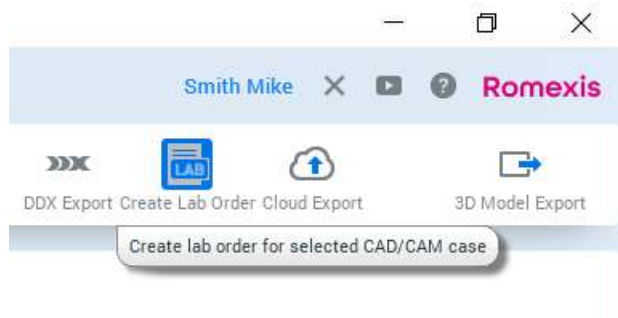 Smith Mike
Romexis
LAB
DDX Export Create Lab Order Cloud Export 3D Model Export
Create lab order for selected CAD/CAM case